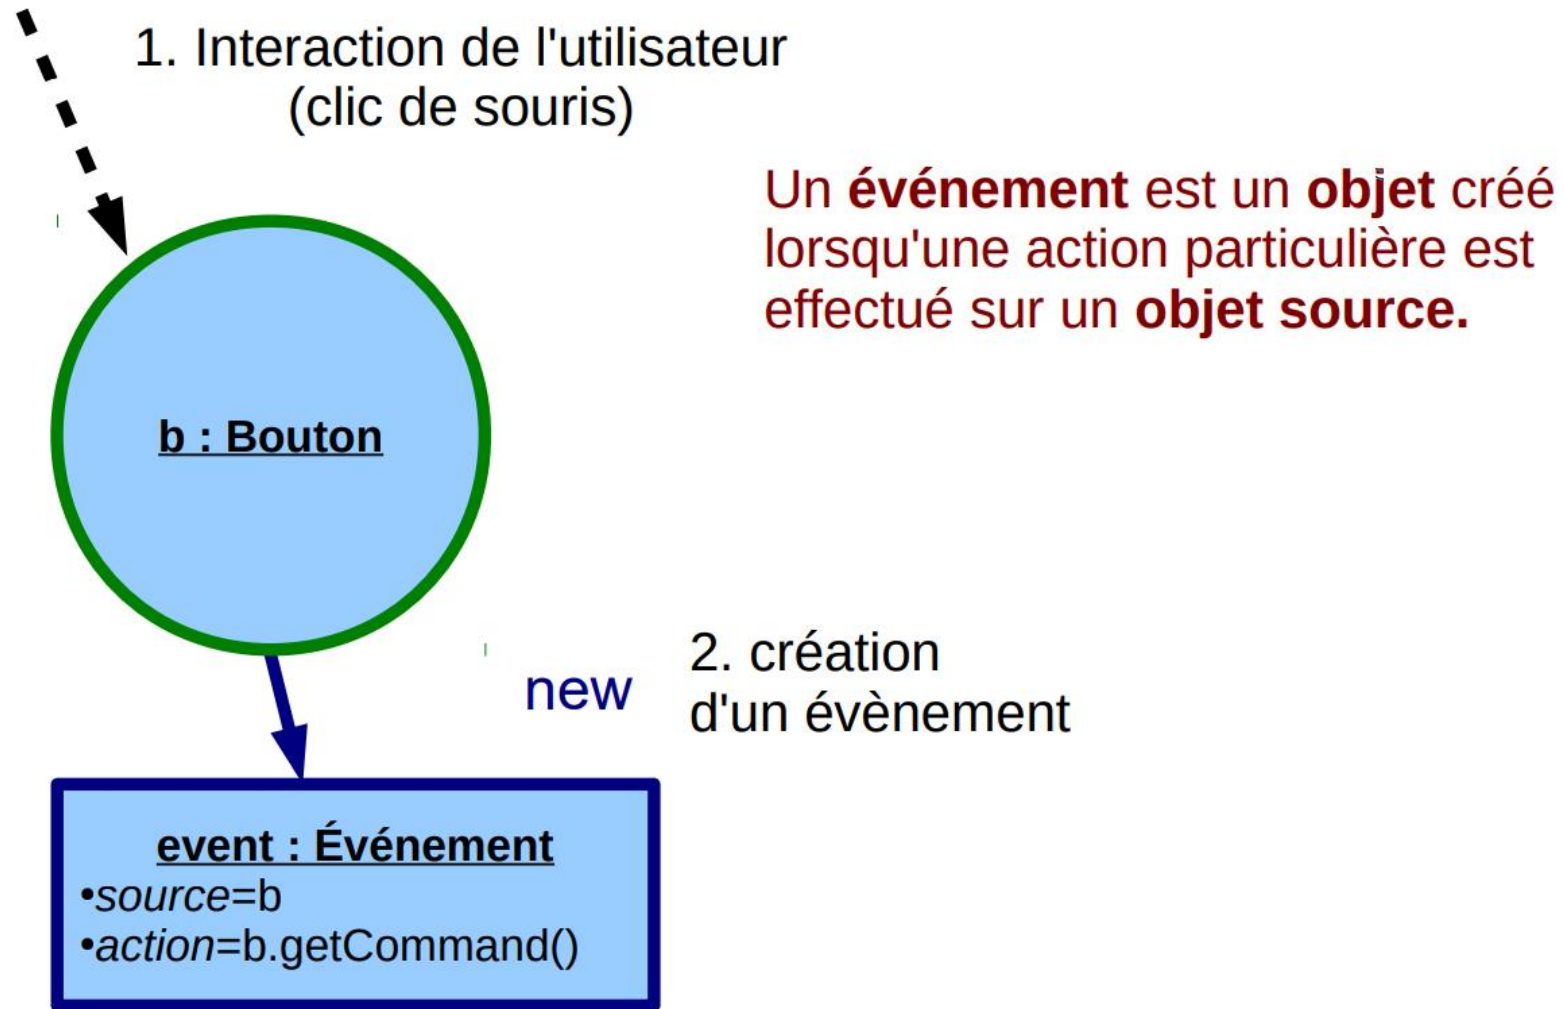 1. Interaction de l'utilisateur
(clic de souris)
Un événement est un objet créé
lorsqu'une action particulière est
effectué sur un objet source.
b : Bouton
new
2. création
d'un évènement
event : Événement
•source=b
•action=b.getCommand()